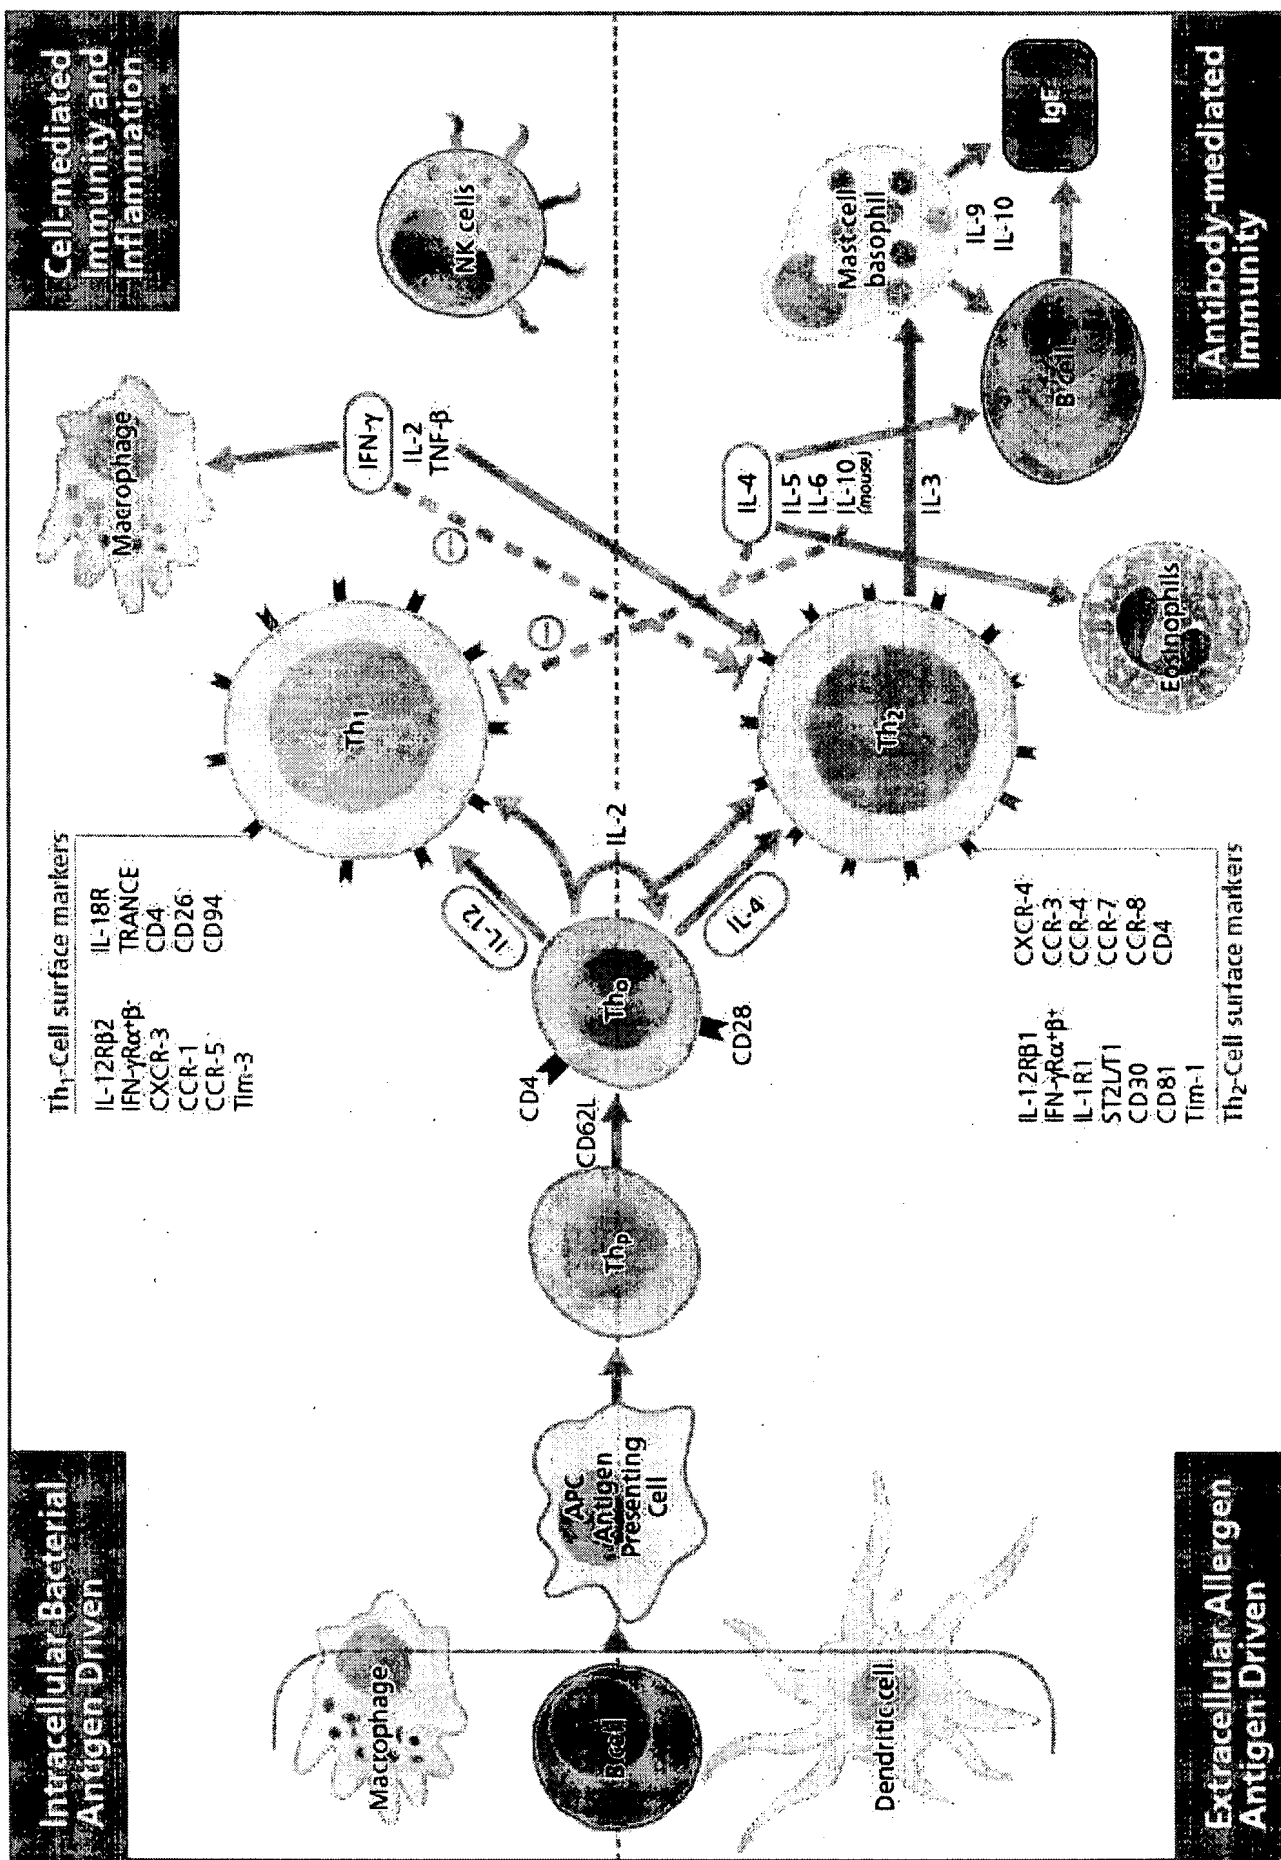 Intracellular Bacterial
Antigen Driven
Cell-mediated
Immunity and
Inflammation
Macrophage
B cell
Dendritic cell
APC
Antigen
Presenting
Cell
Thp
CD62L
CD4
CD28
Th0
IL-12
IL-4
IL-2
Th1-Cell surface markers
IL-12Rβ2
IFN-γRα+β-
CXCR-3
CCR-1
CCR-5
Tim-3
IL-18R
TRANCE
CD4
CD26
CD94
Th1
Macrophage
IFN-γ
IL-2
TNF-β
NK cells
Th2
IL-4
IL-5
IL-6
IL-10
(mouse)
IL-3
Eosinophils
B cell
Mast cell
basophil
IL-9
IL-10
IgE
IL-12Rβ1
IFN-γRα+β+
IL-1R1
ST2L/T1
CD30
CD81
Tim-1
CXCR-4
CCR-3
CCR-4
CCR-7
CCR-8
CD4
Th2-Cell surface markers
Extracellular Allergen
Antigen Driven
Antibody-mediated
Immunity